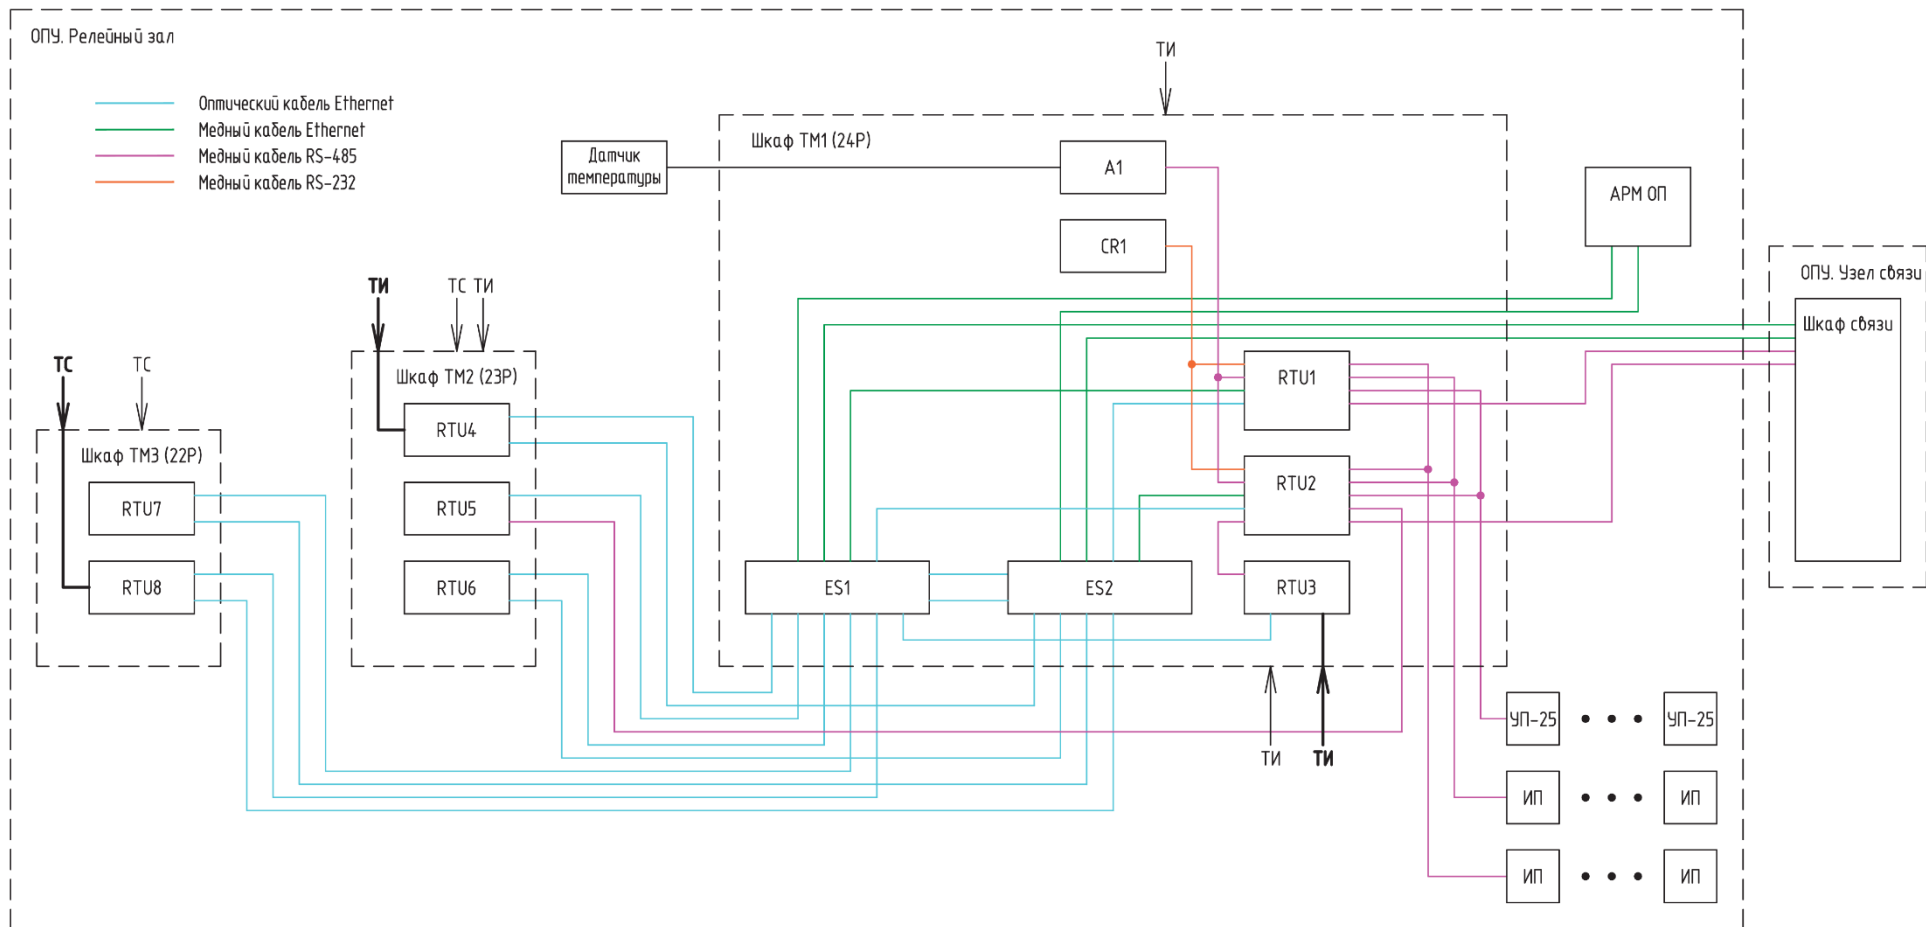 ОПУ. Релейный зал
Оптический кабель Ethernet
Медный кабель Ethernet
Медный кабель RS-485
Медный кабель RS-232
ТИ
Шкаф ТМ1 (24Р)
Датчик
температуры
А1
CR1
АРМ ОП
ОПУ. Узел связи
Шкаф связи
ТИ
ТС ТИ
ТС
ТС
Шкаф ТМ2 (23Р)
Шкаф ТМ3 (22Р)
RTU4
RTU5
RTU6
RTU7
RTU8
RTU1
RTU2
RTU3
ES1
ES2
ТИ
ТИ
УП-25
УП-25
ИП
ИП
ИП
ИП